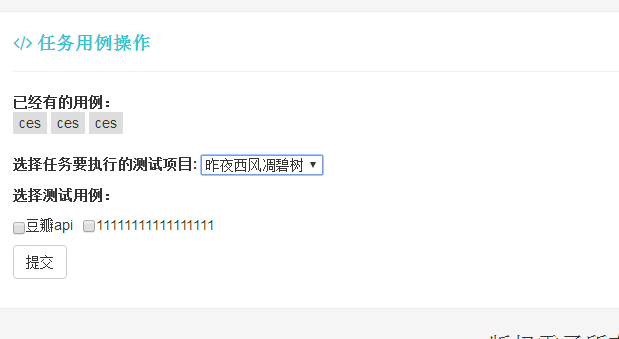 </> 任务用例操作
已经有的用例：
ces ces ces
选择任务要执行的测试项目: 昨夜西风凋碧树
选择测试用例：
豆瓣api 11111111111111111
提交